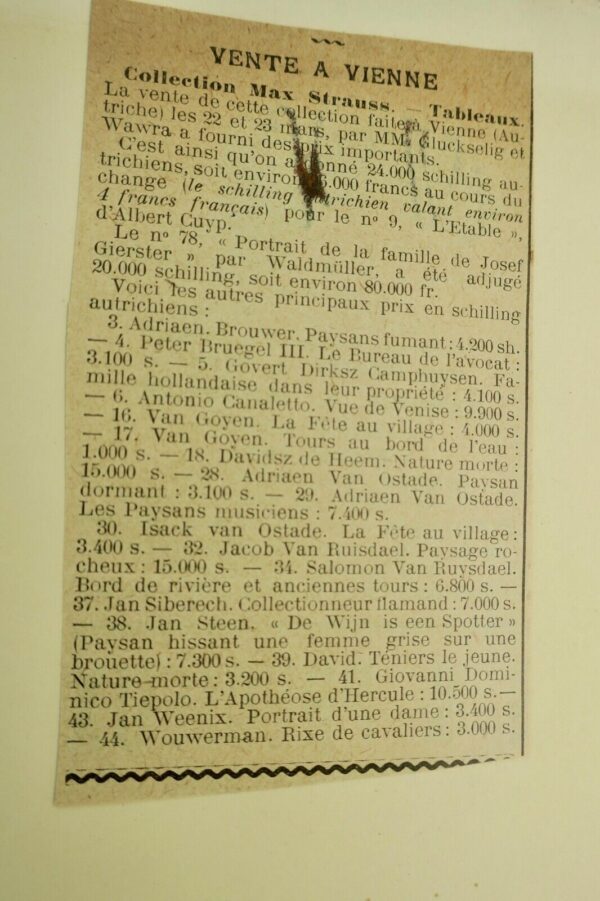 VENTE A VIENNE
Collection Max Strauss. — Tableaux.
La vente de cette collection faite à Vienne (Au-
triche) les 22 et 23 mars, par MM. Gluckselig et
Wawra a fourni des prix importants.
C'est ainsi qu'on a donné 24.000 schilling au-
trichiens, soit environ 6.000 francs au cours du
change (le schilling autrichien valant environ
4 francs français) pour le n° 9, « L'Etable »,
d'Albert Cuyp.
Le n° 78, « Portrait de la famille de Josef
Gierster » par Waldmüller, a été adjugé
20.000 schilling, soit environ 80.000 fr.
Voici les autres principaux prix en schilling
autrichiens :
3. Adriaen. Brouwer. Paysans fumant : 4.200 sh.
— 4. Peter Bruegel III. Le Bureau de l'avocat :
3.100 s. — 5. Govert Dirksz Camphuysen. Fa-
mille hollandaise dans leur propriété : 4.100 s.
— 6. Antonio Canaletto. Vue de Venise : 9.900 s.
— 16. Van Goyen. La Fête au village : 4.000 s.
— 17. Van Goyen. Tours au bord de l'eau :
1.000 s. — 18. Davidsz de Heem. Nature morte :
15.000 s. — 28. Adriaen Van Ostade. Paysan
dormant : 3.100 s. — 29. Adriaen Van Ostade.
Les Paysans musiciens : 7.400 s.
30. Isack van Ostade. La Fête au village :
3.400 s. — 32. Jacob Van Ruisdael. Paysage ro-
cheux : 15.000 s. — 34. Salomon Van Ruysdael.
Bord de rivière et anciennes tours : 6.800 s. —
37. Jan Siberech. Collectionneur flamand : 7.000 s.
— 38. Jan Steen. « De Wijn is een Spotter »
(Paysan hissant une femme grise sur une
brouette) : 7.300 s. — 39. David. Téniers le jeune.
Nature-morte : 3.200 s. — 41. Giovanni Domi-
nico Tiepolo. L'Apothéose d'Hercule : 10.500 s. —
43. Jan Weenix. Portrait d'une dame : 3.400 s.
— 44. Wouwerman. Rixe de cavaliers : 3.000 s.